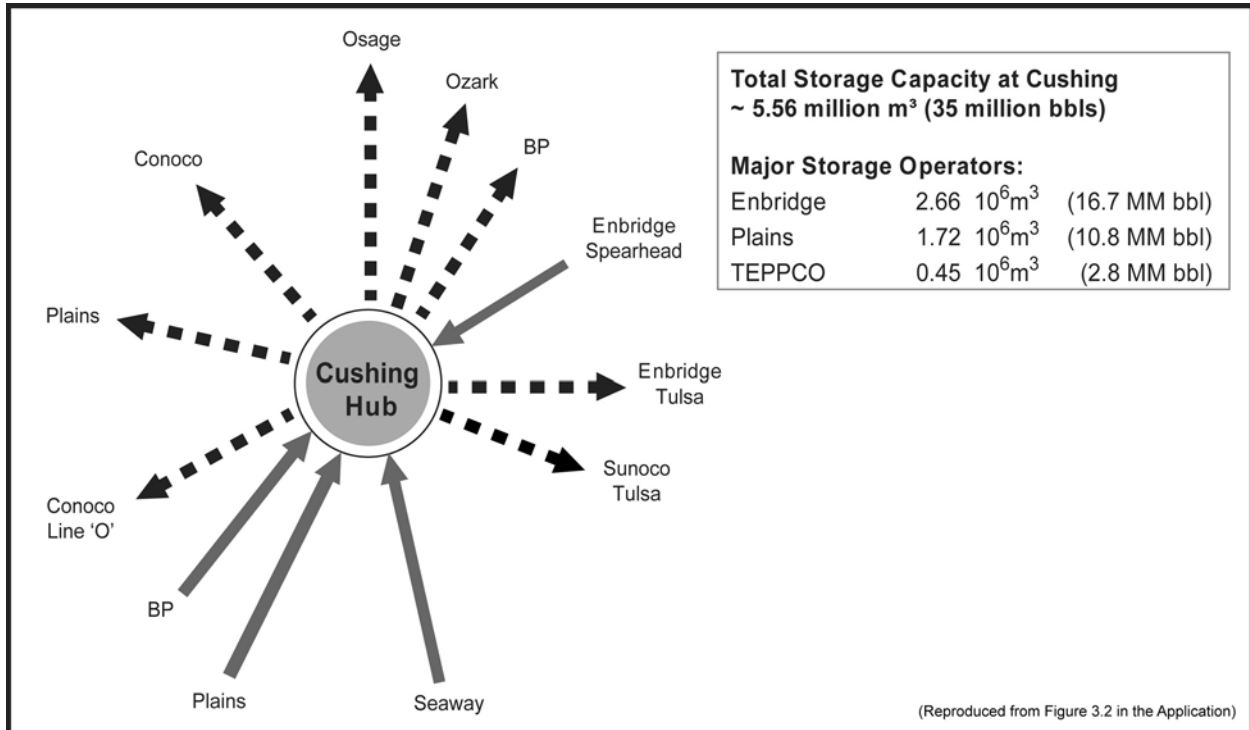 Osage
Ozark
BP
Conoco
Enbridge
Spearhead
Plains
Cushing
Hub
Enbridge
Tulsa
Sunoco
Tulsa
Conoco
Line ‘O’
BP
Plains
Seaway
Total Storage Capacity at Cushing
~ 5.56 million m³ (35 million bbls)
Major Storage Operators:
Enbridge 2.66 10⁶m³ (16.7 MM bbl)
Plains 1.72 10⁶m³ (10.8 MM bbl)
TEPPCO 0.45 10⁶m³ (2.8 MM bbl)
(Reproduced from Figure 3.2 in the Application)